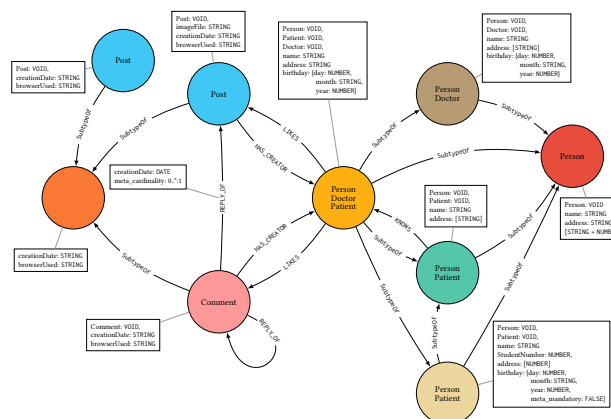 Post: VOID,
imageFile: STRING
creationDate: STRING
browserUsed: STRING
Person: VOID,
Patient: VOID,
Doctor: VOID,
name: STRING
address: STRING
birthday: {day: NUMBER,
month: STRING,
year: NUMBER]
Person: VOID,
Doctor: VOID,
name: STRING
address: [STRING]
birthday: {day: NUMBER,
month: STRING,
year: NUMBER]
Post: VOID,
creationDate: STRING
browserUsed: STRING
Post
Post
Person
Doctor
SubtypeOf
SubtypeOf
LIKES
HAS_CREATOR
SubtypeOf
SubtypeOf
SubtypeOf
Person
creationDate: DATE
meta_cardinality: 0..*:1
REPLY_OF
Person
Doctor
Patient
Person: VOID,
Patient: VOID,
name: STRING
address: [STRING]
Person: VOID
name: STRING
address: STRING
[STRING + NUMB
creationDate: STRING
browserUsed: STRING
HAS_CREATOR
LIKES
KNOWS
SubtypeOf
SubtypeOf
SubtypeOf
SubtypeOf
Person
Patient
Comment
Comment: VOID,
creationDate: STRING
browserUsed: STRING
REPLY_OF
SubtypeOf
SubtypeOf
Person
Patient
Person: VOID,
Patient: VOID,
name: STRING
StudentNumber: NUMBER,
address: [NUMBER]
birthday: {day: NUMBER,
month: STRING,
year: NUMBER,
meta_mandatory: FALSE]